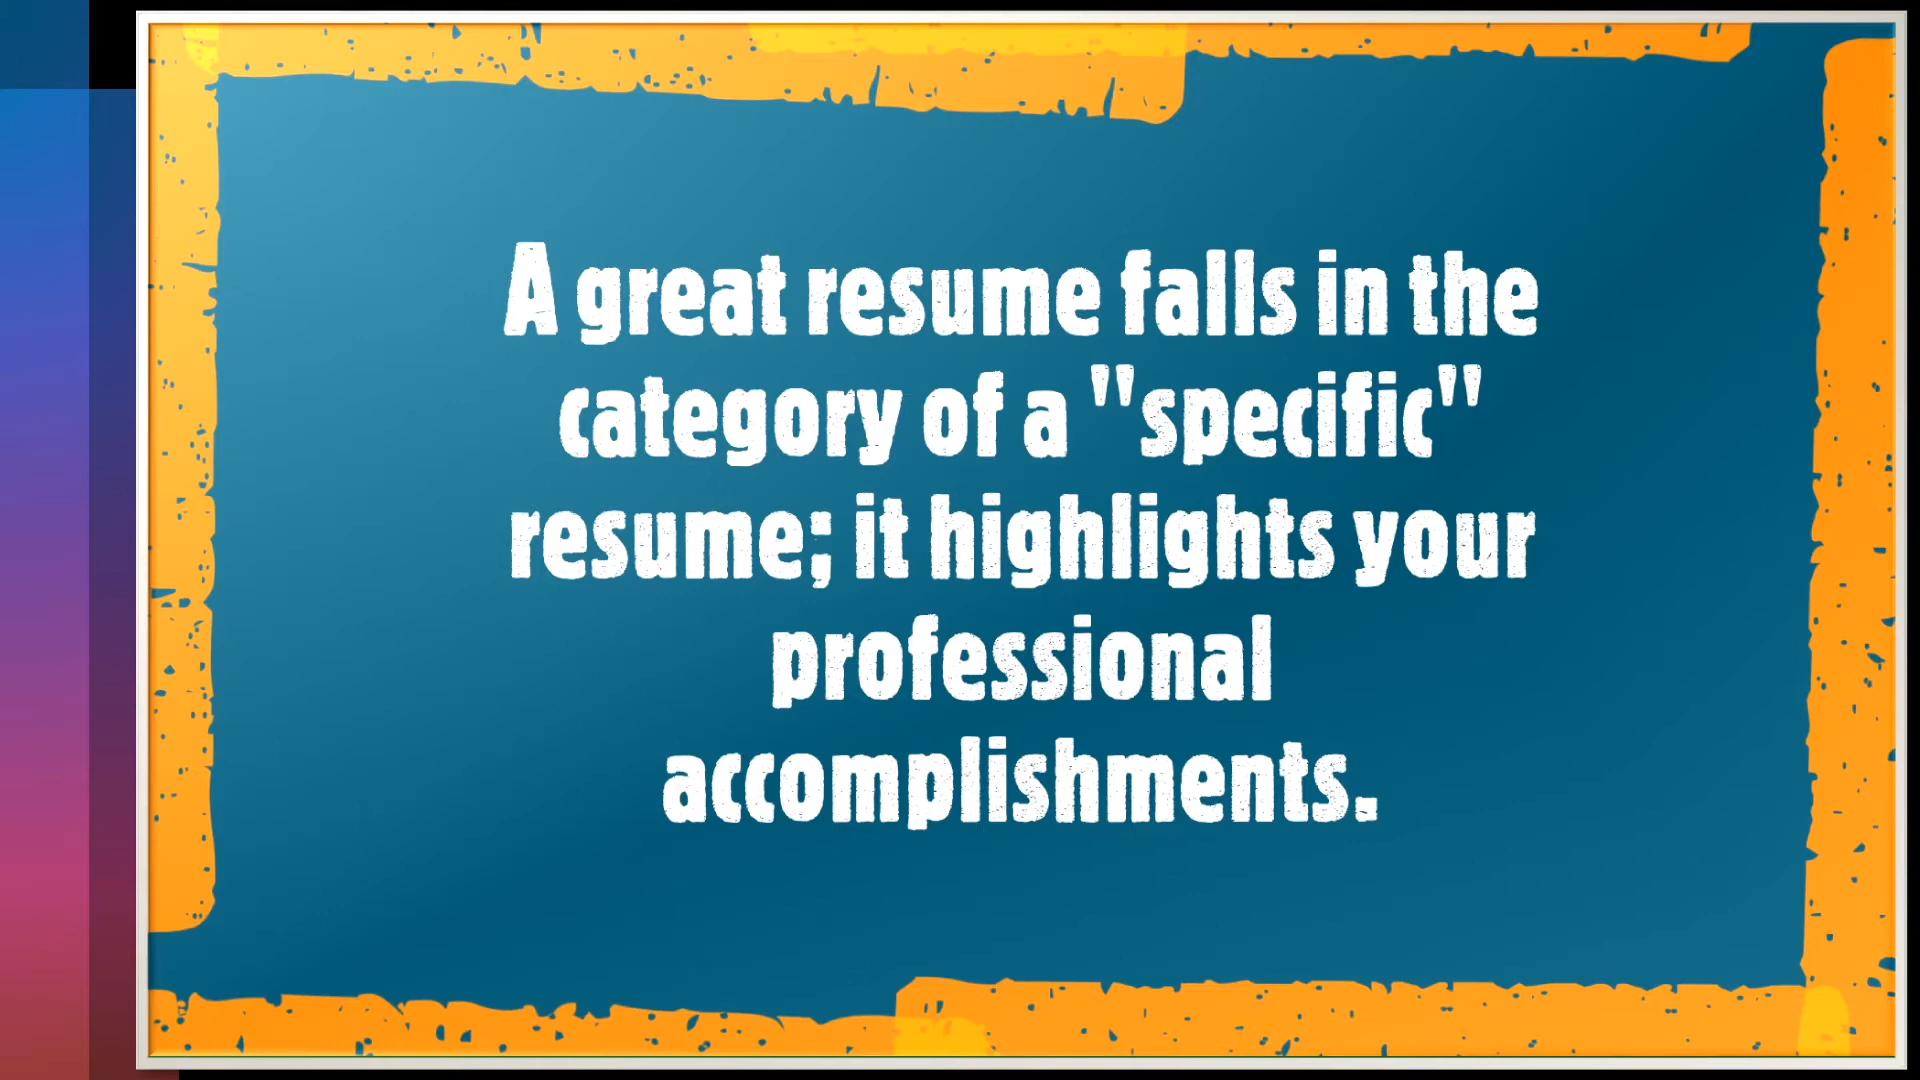 A great resume falls in the
category of a "specific"
resume; it highlights your
professional
accomplishments.